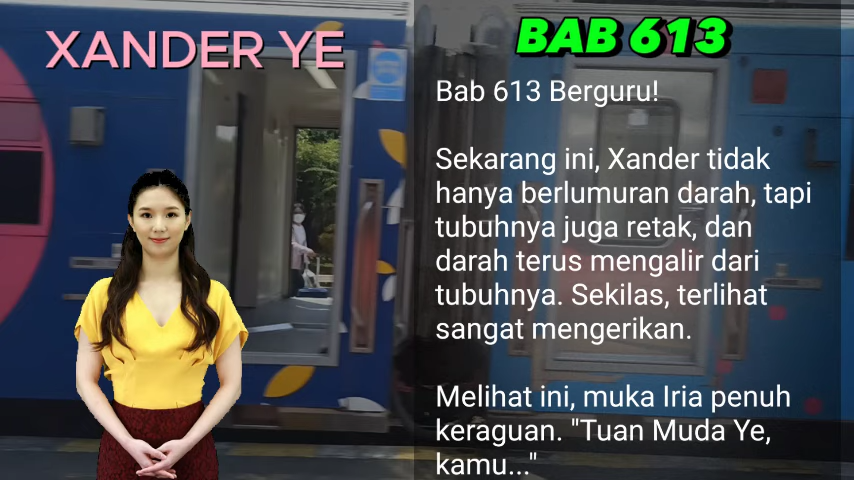 XANDER YE
BAB 613
Bab 613 Berguru!
Sekarang ini, Xander tidak
hanya berlumuran darah, tapi
tubuhnya juga retak, dan
darah terus mengalir dari
tubuhnya. Sekilas, terlihat
sangat mengerikan.
Melihat ini, muka Iria penuh
keraguan. "Tuan Muda Ye,
kamu..."